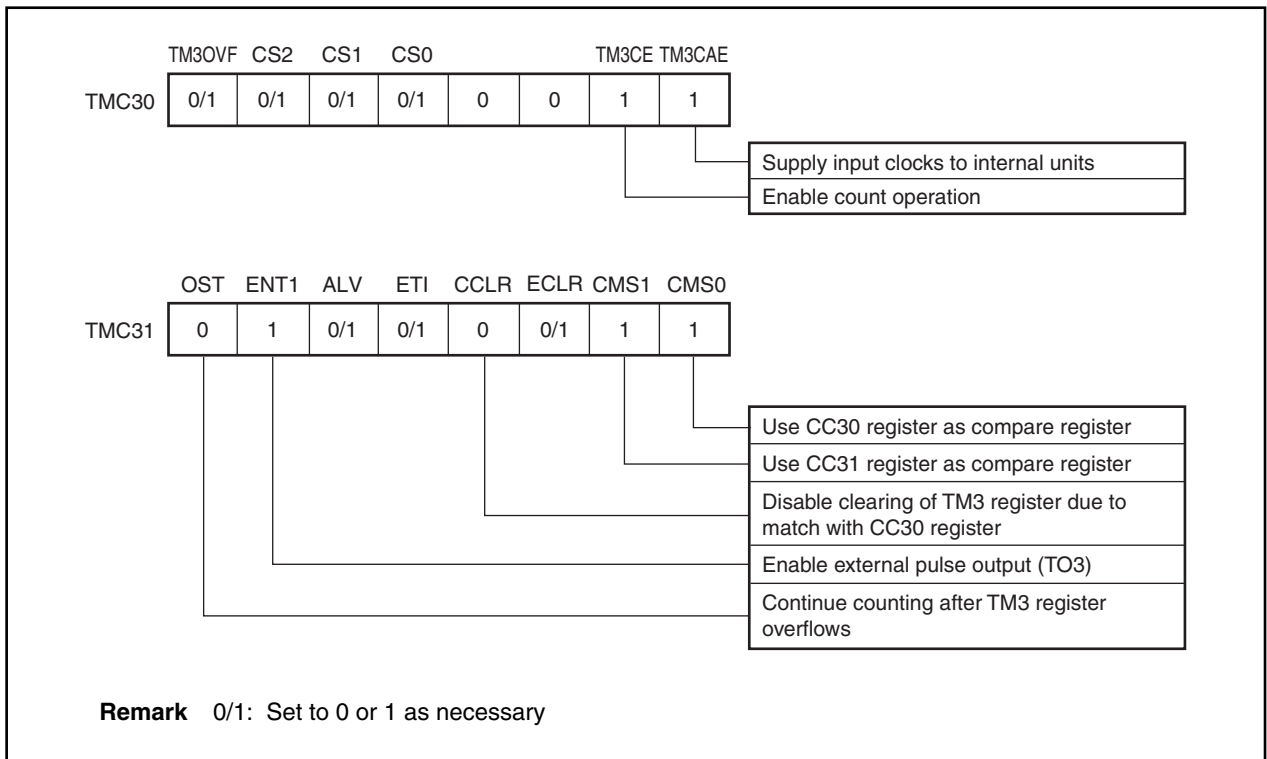 TM3OVF CS2 CS1 CS0 TM3CE TM3CAE
TMC30 0/1 0/1 0/1 0/1 0 0 1 1
Supply input clocks to internal units
Enable count operation
OST ENT1 ALV ETI CCLR ECLR CMS1 CMS0
TMC31 0 1 0/1 0/1 0 0/1 1 1
Use CC30 register as compare register
Use CC31 register as compare register
Disable clearing of TM3 register due to
match with CC30 register
Enable external pulse output (TO3)
Continue counting after TM3 register
overflows
Remark 0/1: Set to 0 or 1 as necessary